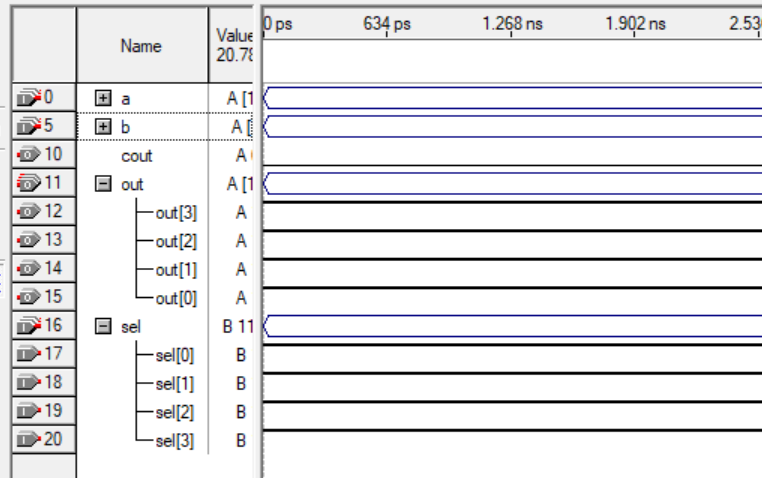 Name Value 20.78 0 ps 634 ps 1.268 ns 1.902 ns 2.53
0 a A [1
5 b A [
10 cout A
11 out A [1
12 out[3] A
13 out[2] A
14 out[1] A
15 out[0] A
16 sel B 11
17 sel[0] B
18 sel[1] B
19 sel[2] B
20 sel[3] B